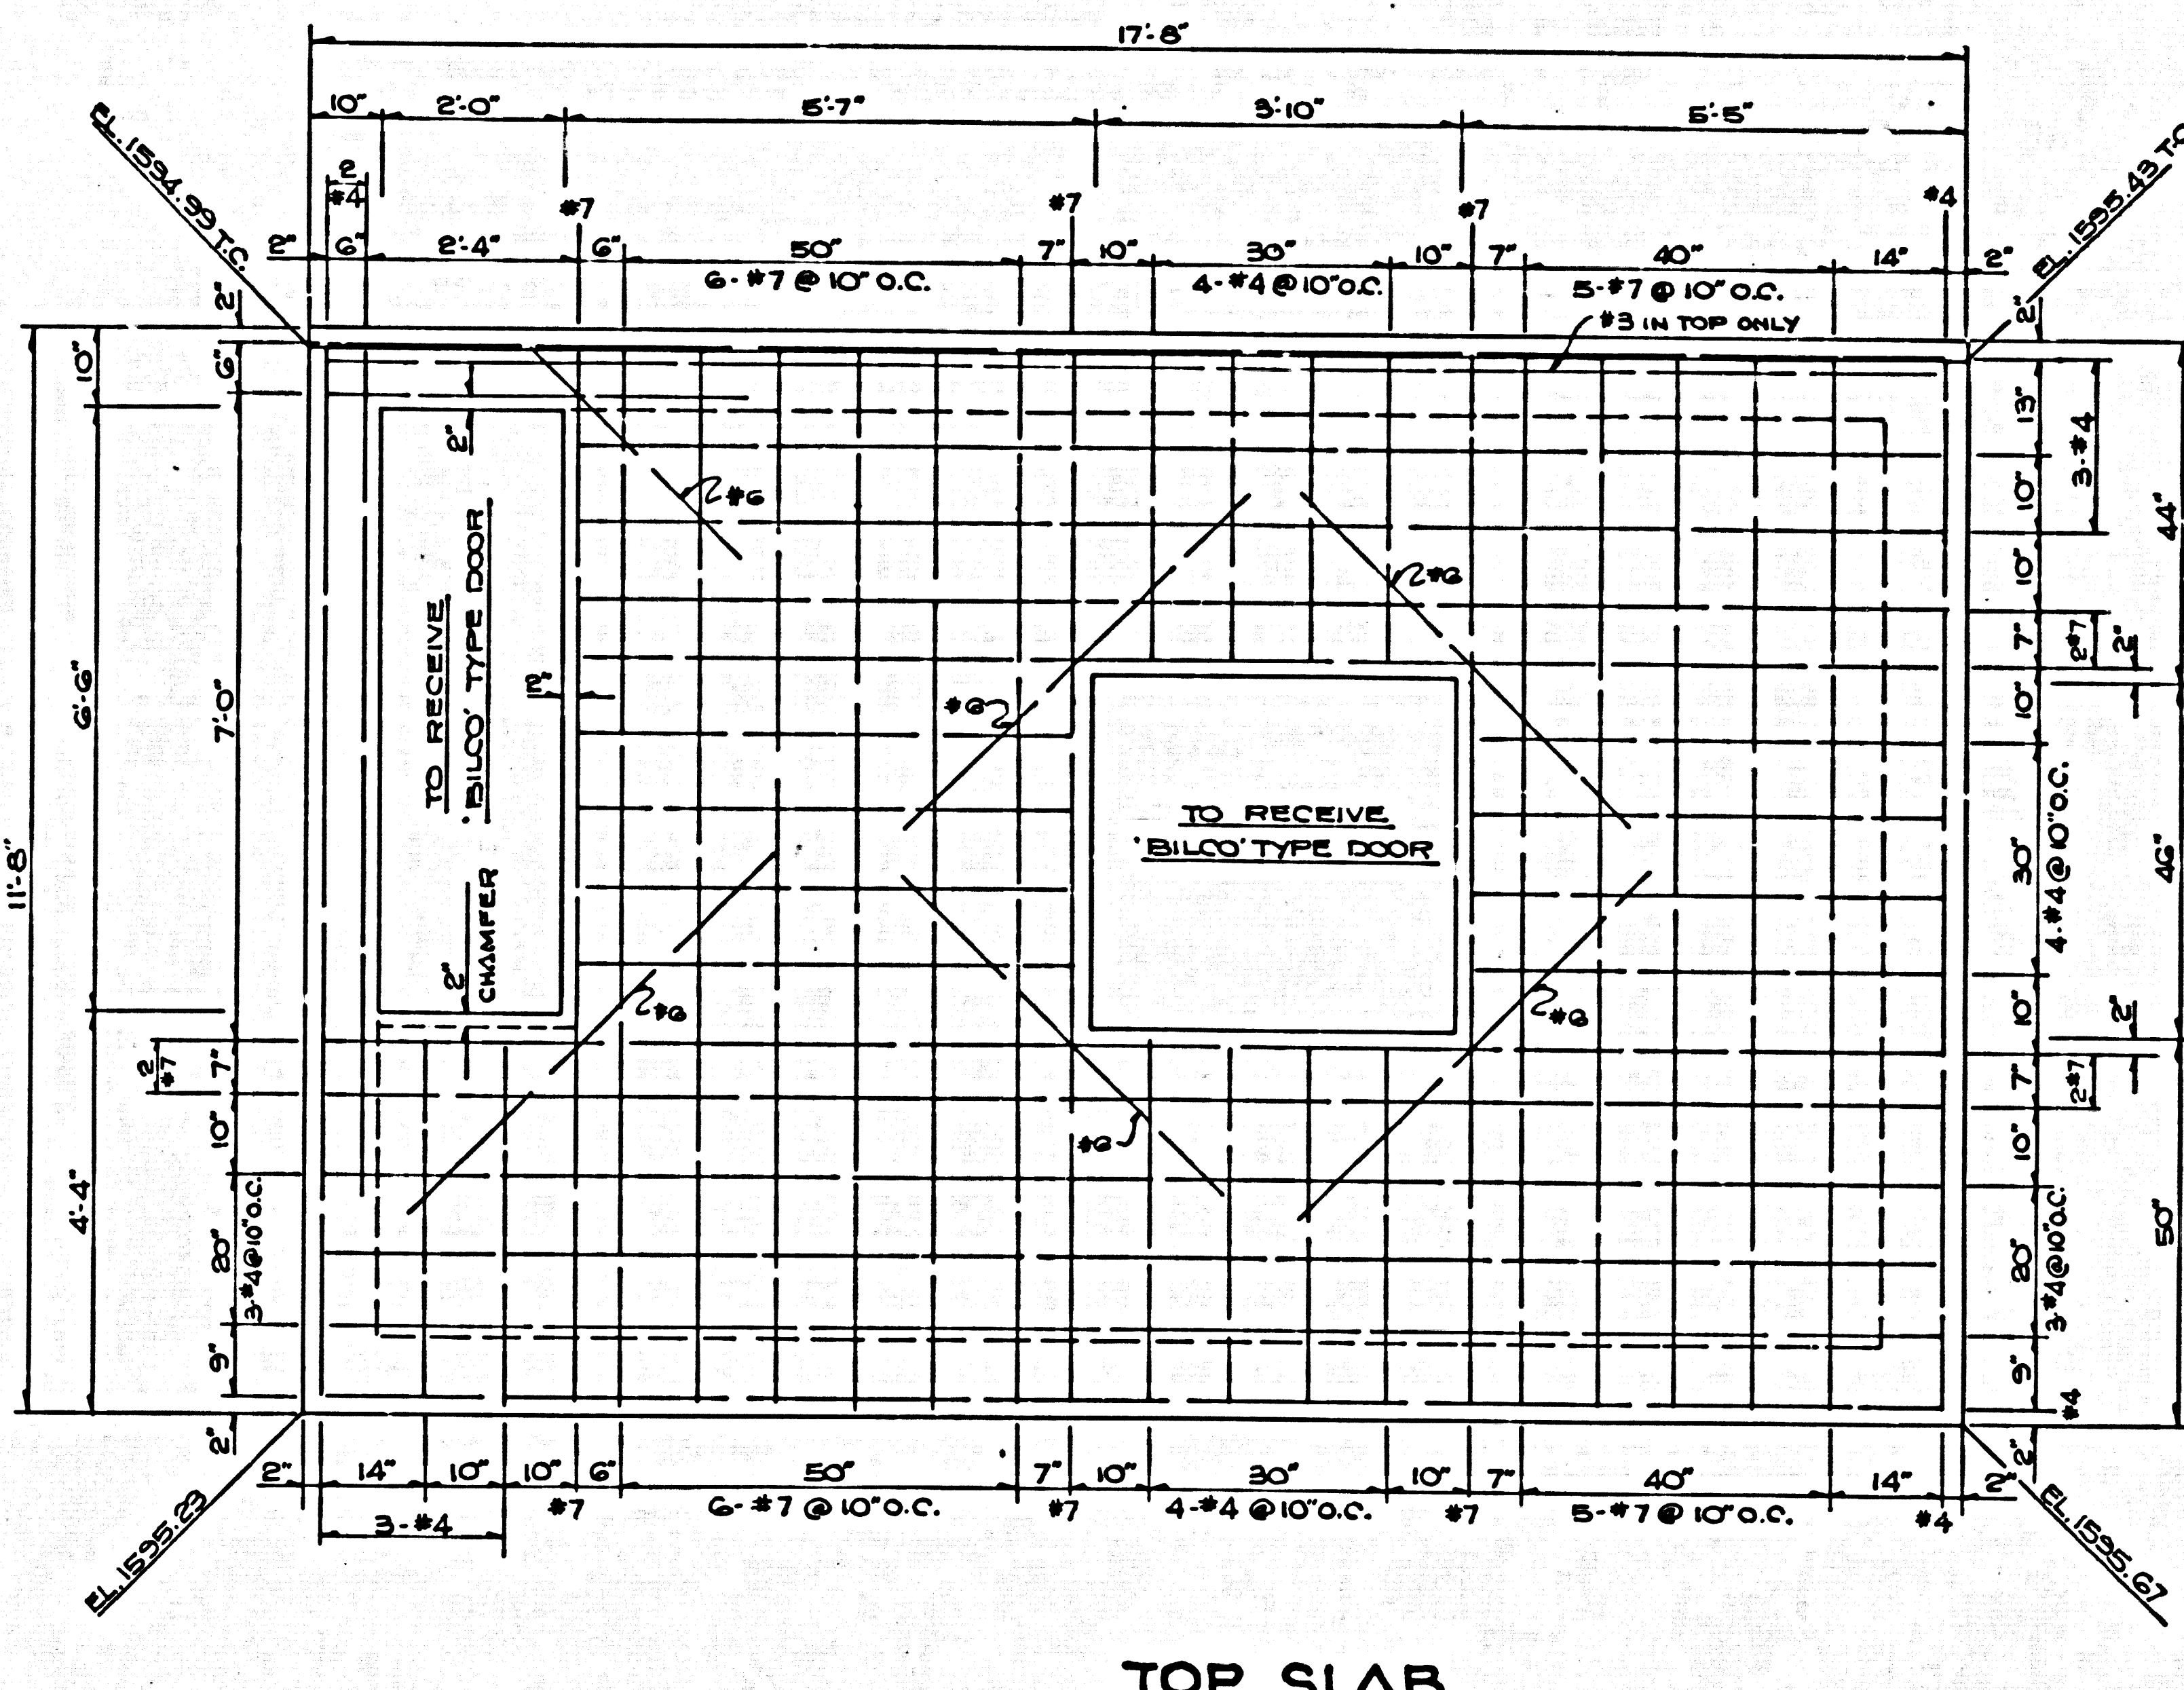 17'-8"
10" 2'-0" 5'-7" 3'-10" 5'-5"
EL. 1594.99 T.C.
EL. 1595.43 T.C
2
#4 #7 #7 #7 #4
2" 6" 2'-4" 6" 50" 7" 10" 30" 10" 7" 40" 14" 2"
6-#7 @ 10" O.C. 4-#4 @ 10" O.C. 5-#7 @ 10" O.C.
#3 IN TOP ONLY
11'-8"
10"
6'-6"
4'-4"
2"
6"
7'-0"
2
#7
7"
10"
20"
3-#4@10"O.C.
9"
2"
2"
TO RECEIVE
'BILCO' TYPE DOOR
2"
2"
CHAMFER
#6
#6
#6
#6
#6
#6
TO RECEIVE
'BILCO' TYPE DOOR
2"
13"
3-#4
10"
10"
7"
2#7
2"
10"
30"
4-#4@10"O.C.
10"
2"
7"
2#7
10"
20"
3-#4@10"O.C.
9"
#4
2"
44"
46"
50"
2" 14" 10" 10" 6" 50" 7" 10" 30" 10" 7" 40" 14" 2"
3-#4 #7 6-#7 @ 10" O.C. #7 4-#4 @ 10" O.C. #7 5-#7 @ 10" O.C. #4
EL. 1595.23
EL. 1595.67
TOP SLAB